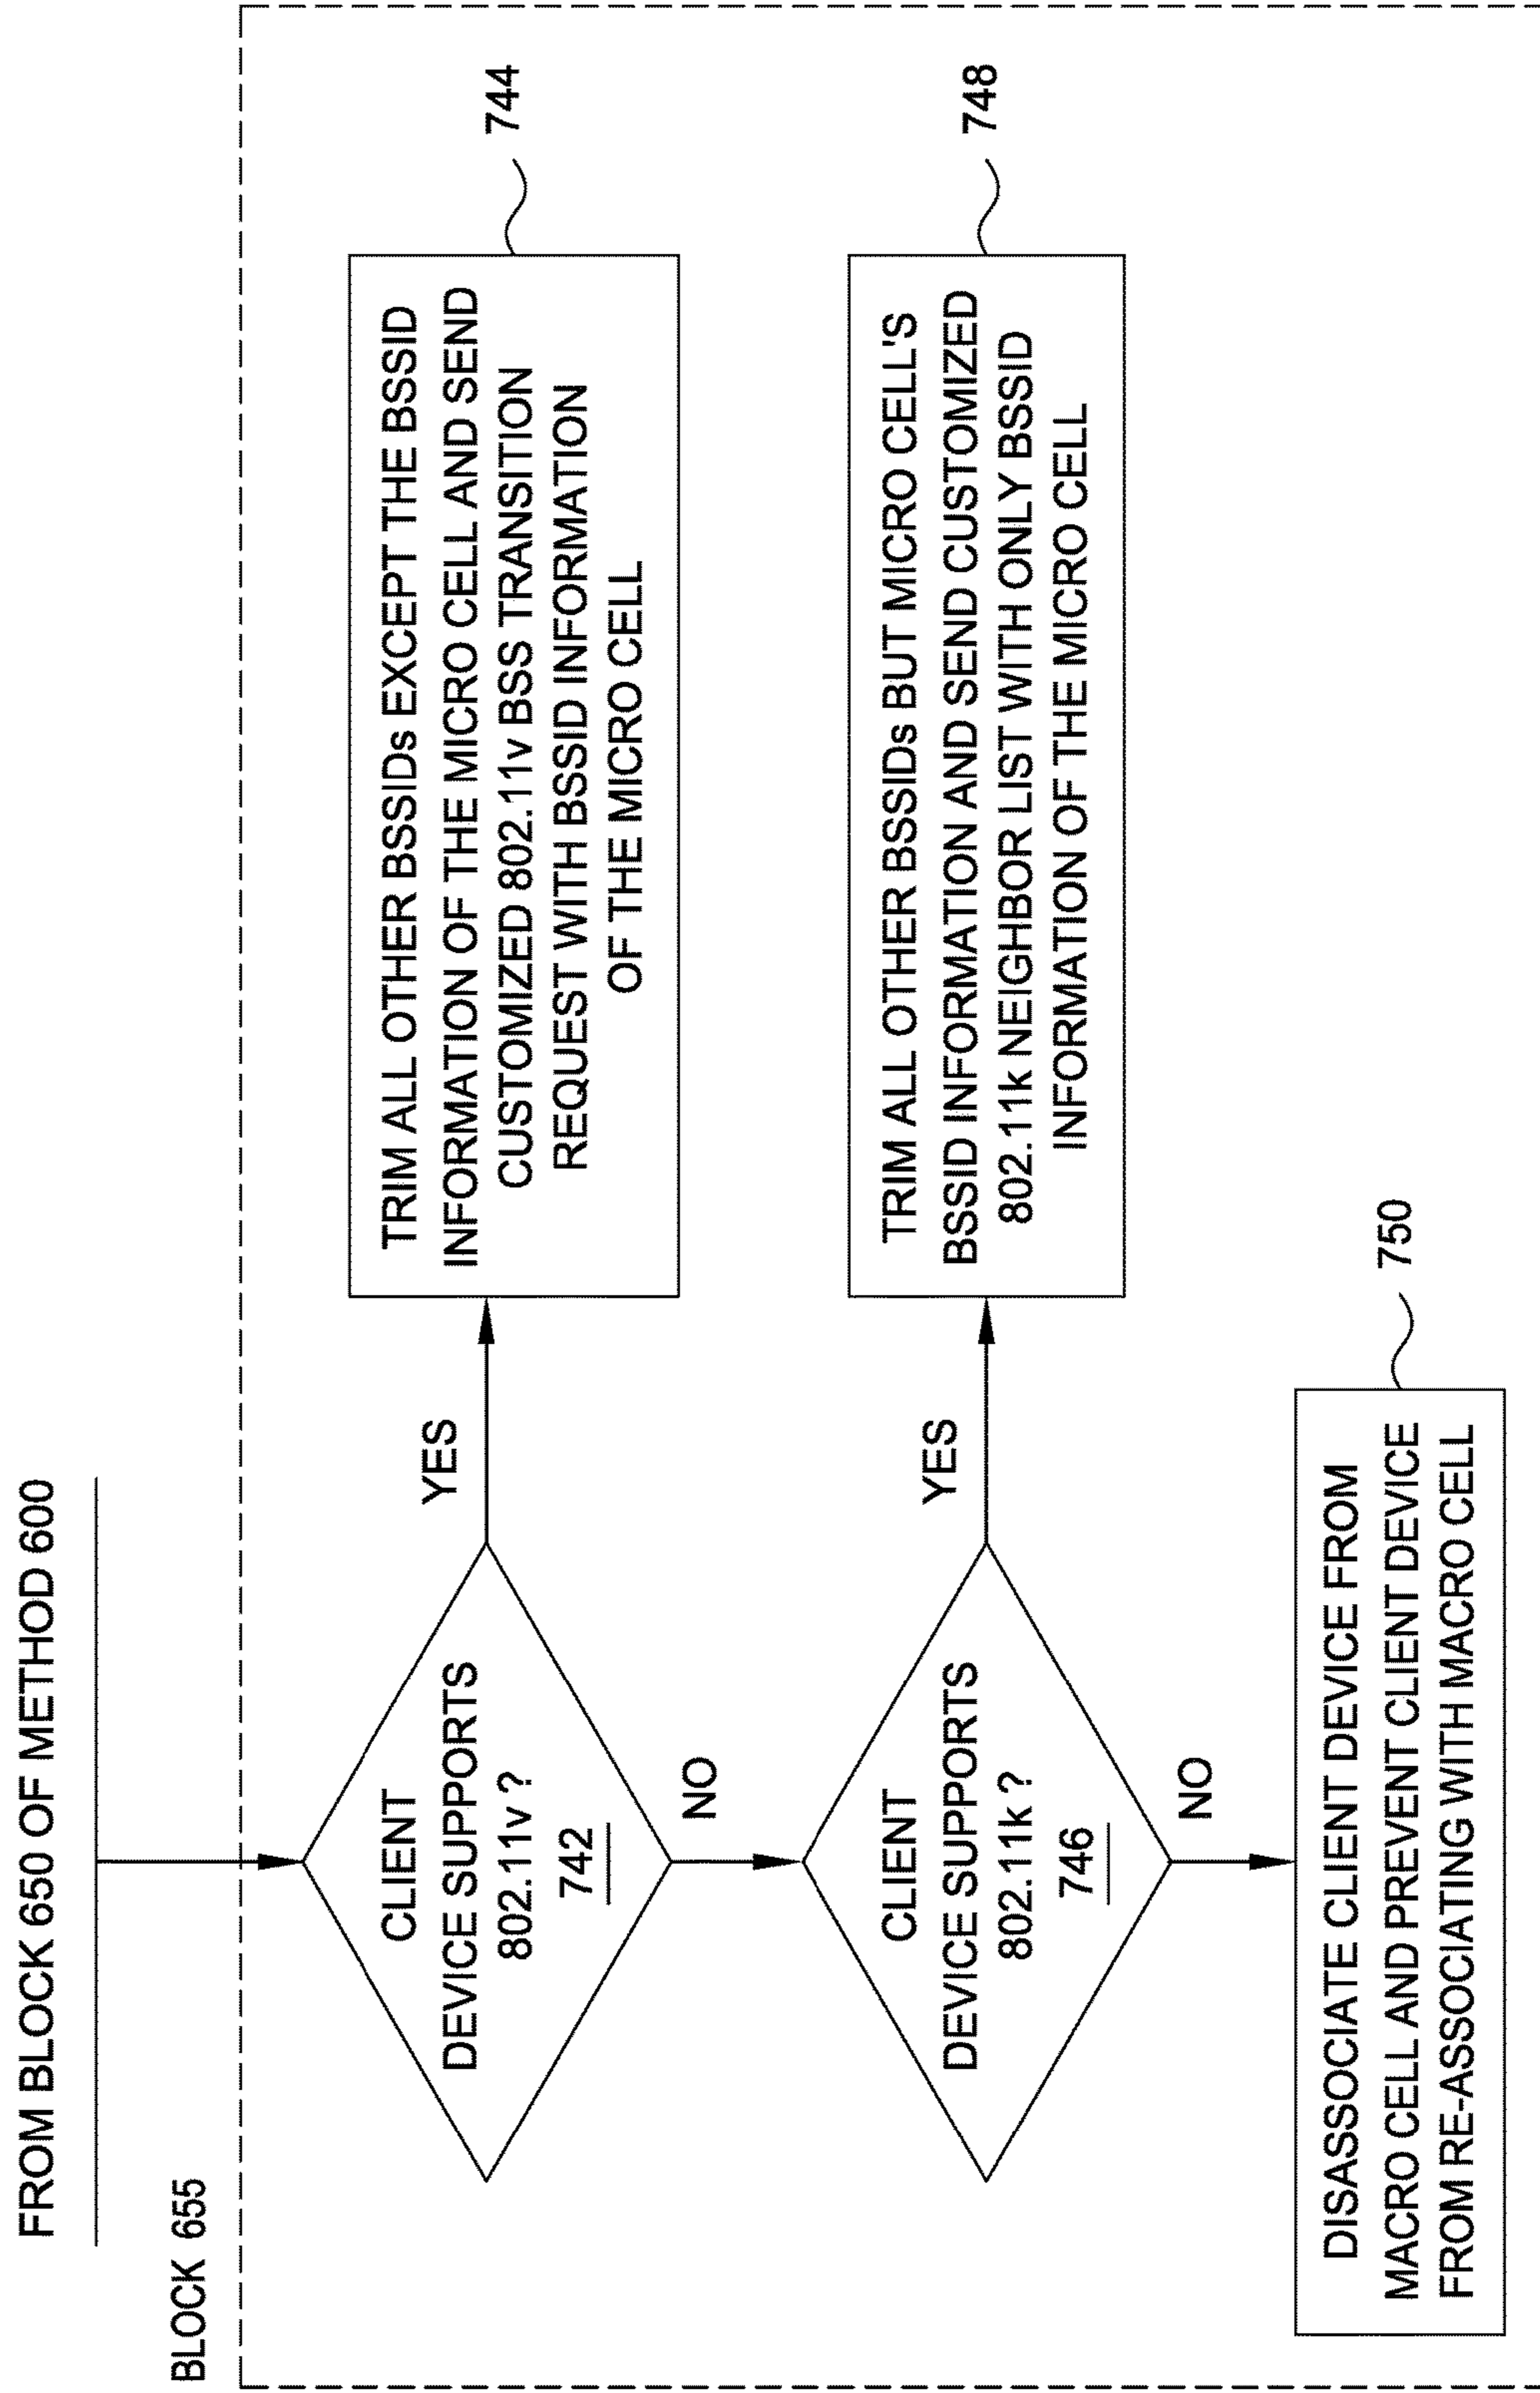 FROM BLOCK 650 OF METHOD 600
BLOCK 655
CLIENT
DEVICE SUPPORTS
802.11v ?
742
YES
TRIM ALL OTHER BSSIDs EXCEPT THE BSSID
INFORMATION OF THE MICRO CELL AND SEND
CUSTOMIZED 802.11v BSS TRANSITION
REQUEST WITH BSSID INFORMATION
OF THE MICRO CELL
744
NO
CLIENT
DEVICE SUPPORTS
802.11k ?
746
YES
TRIM ALL OTHER BSSIDs BUT MICRO CELL'S
BSSID INFORMATION AND SEND CUSTOMIZED
802.11k NEIGHBOR LIST WITH ONLY BSSID
INFORMATION OF THE MICRO CELL
748
NO
DISASSOCIATE CLIENT DEVICE FROM
MACRO CELL AND PREVENT CLIENT DEVICE
FROM RE-ASSOCIATING WITH MACRO CELL
750